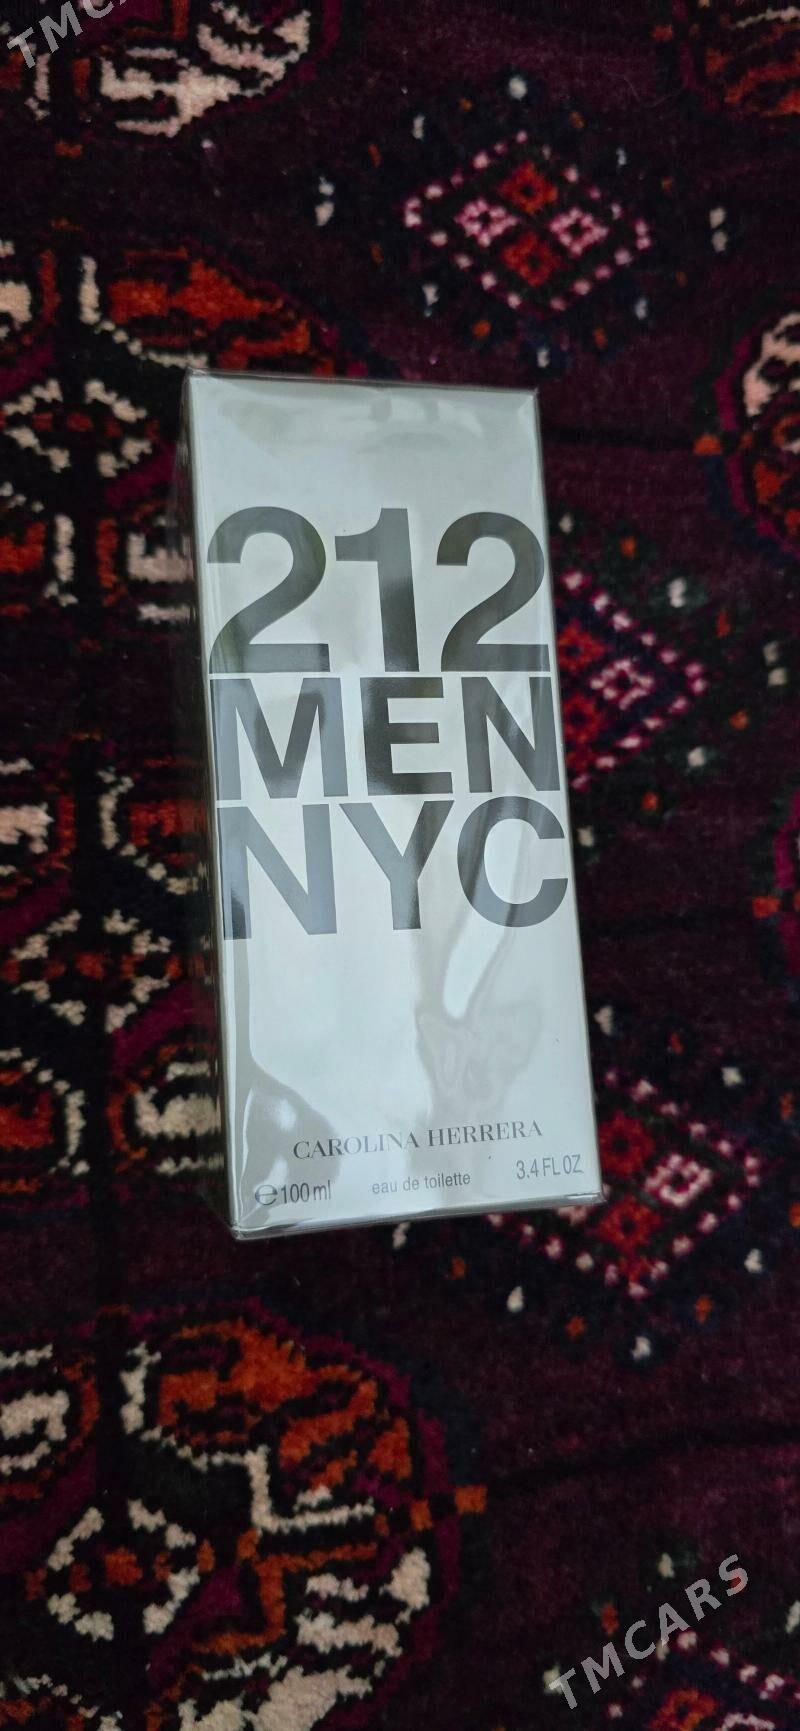 TMCARS
212
MEN
NYC
CAROLINA HERRERA
℮100ml eau de toilette 3.4 FL OZ
TMCARS